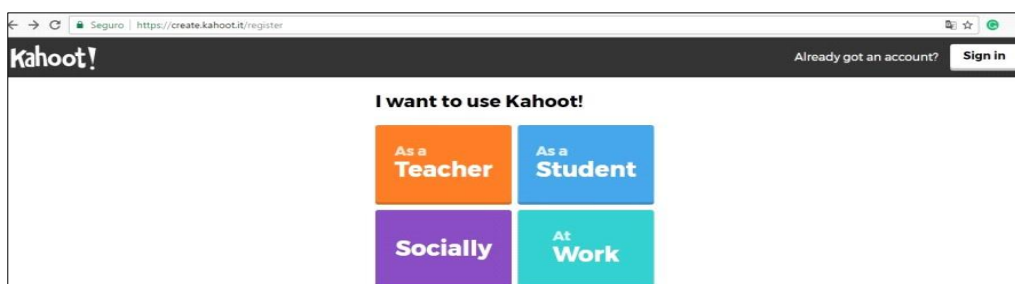 Seguro | https://create.kahoot.it/register
Kahoot!
Already got an account? Sign in
I want to use Kahoot!
As a
Teacher
As a
Student
Socially
At
Work